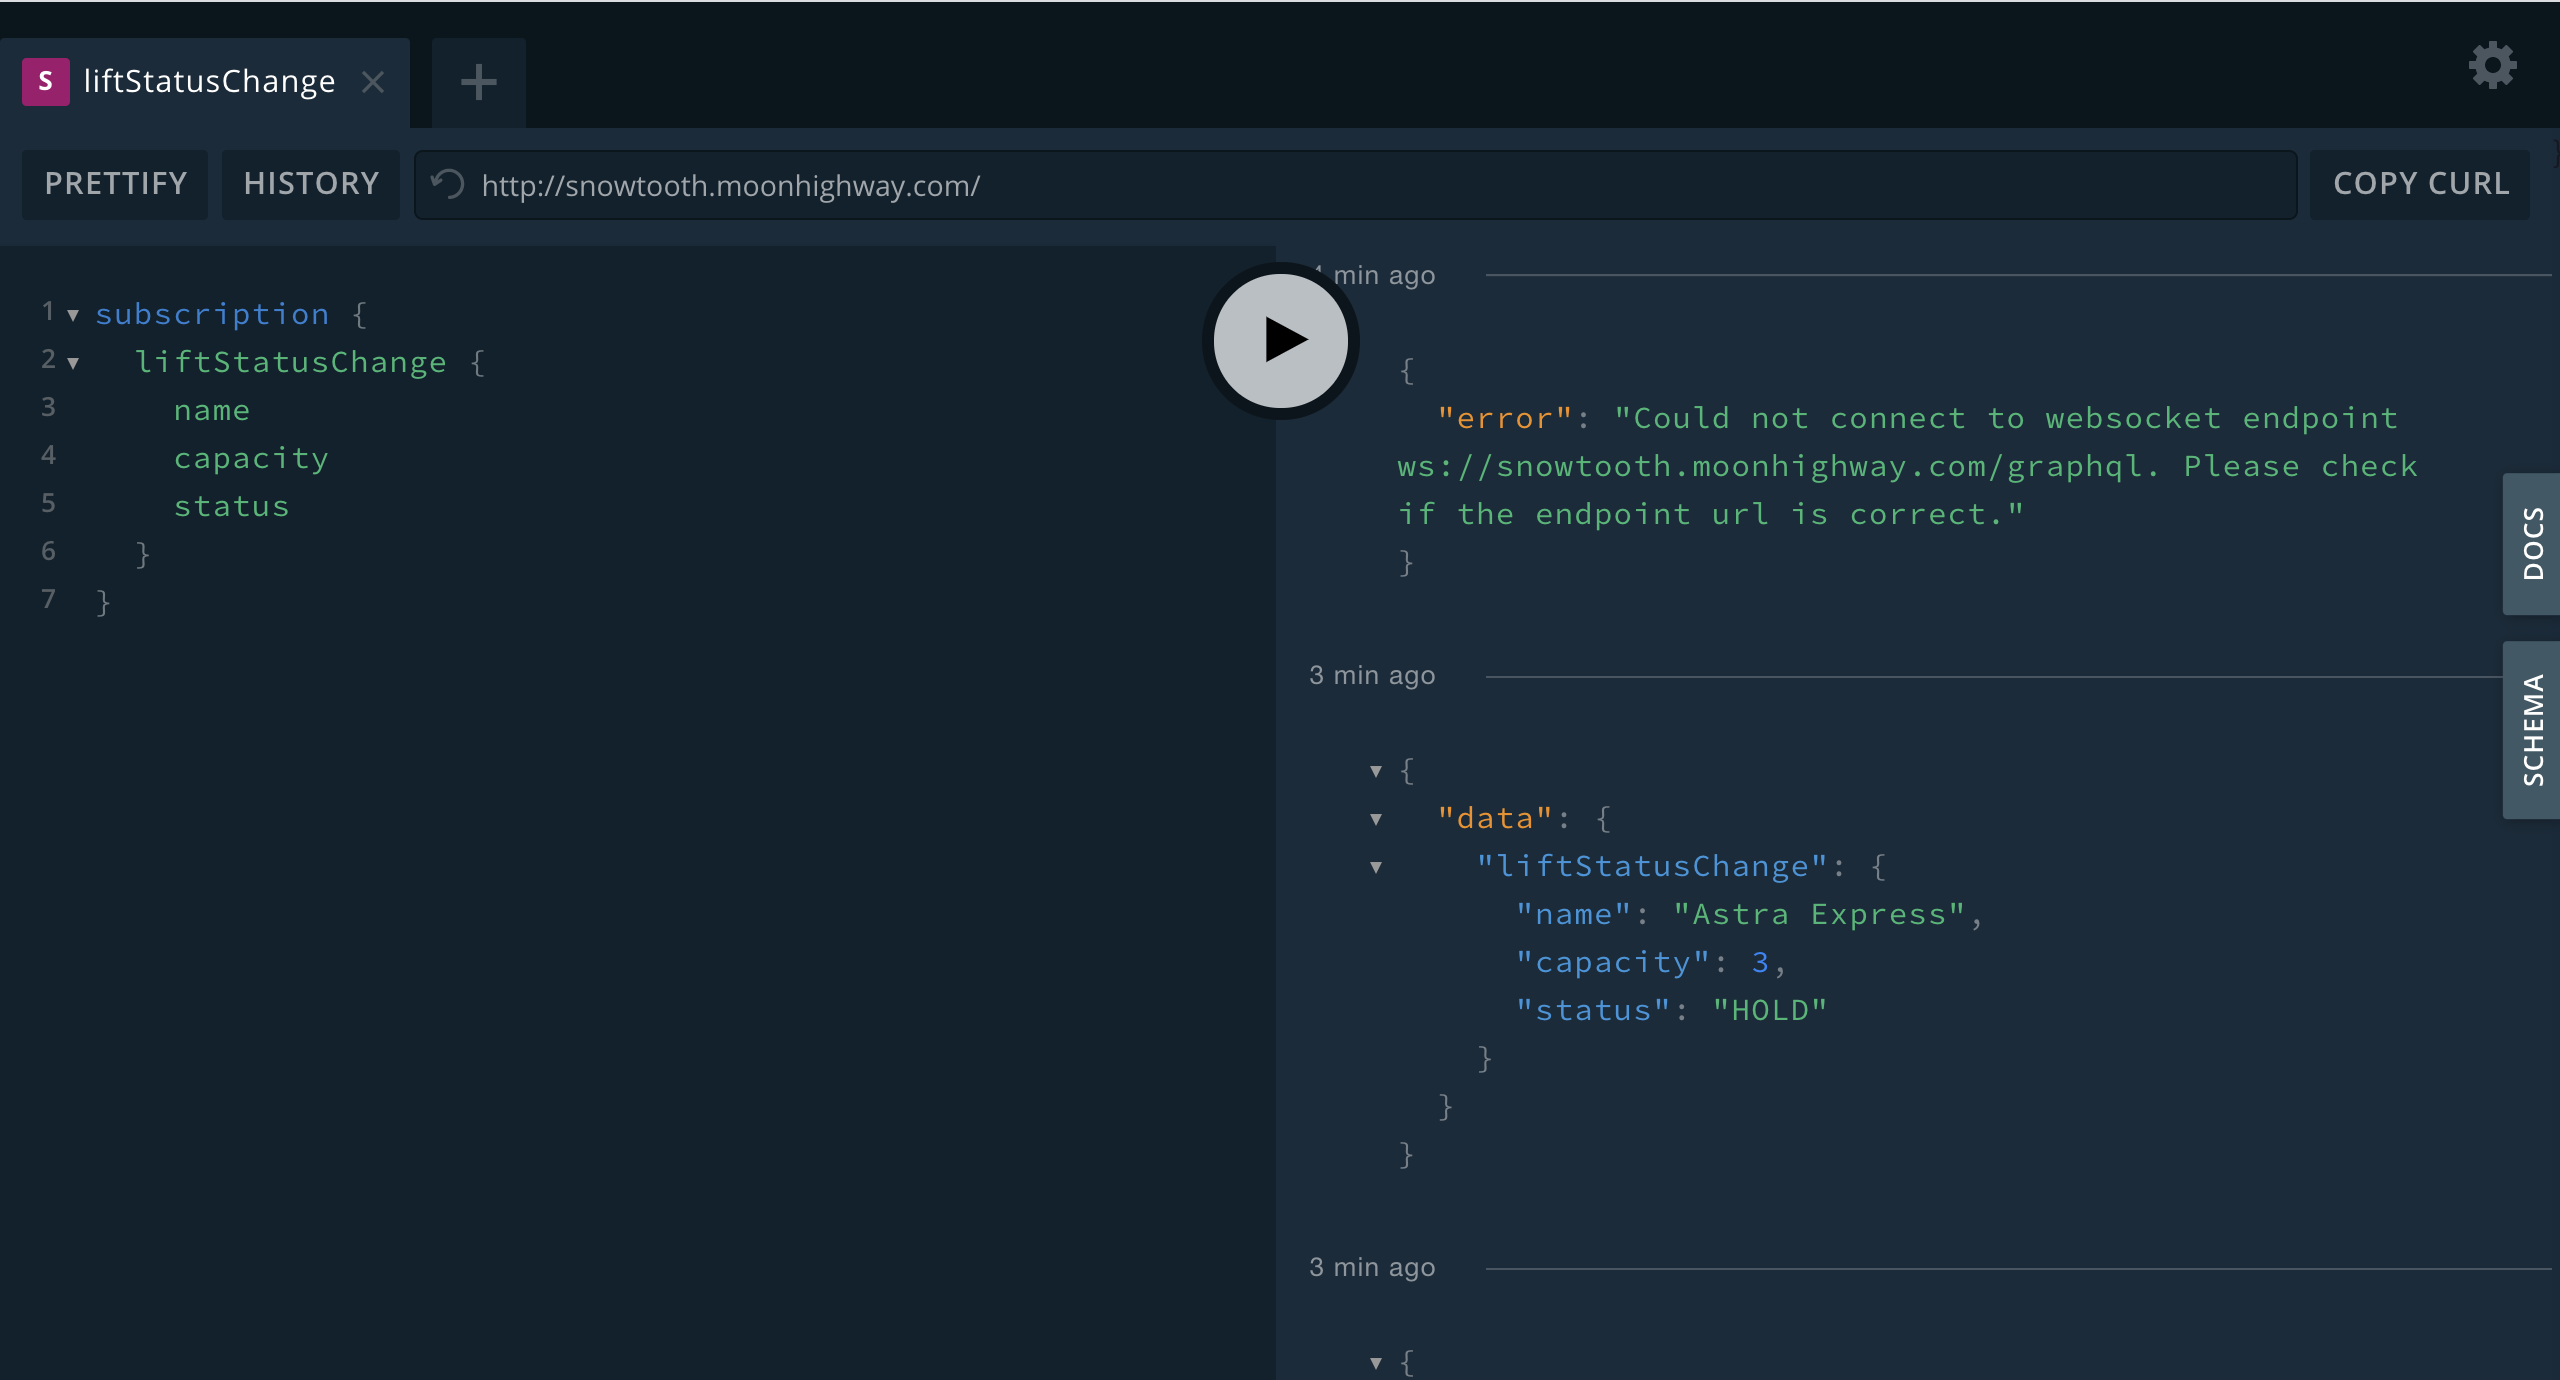 S liftStatusChange
PRETTIFY HISTORY http://snowtooth.moonhighway.com/ COPY CURL
1 subscription {
2 liftStatusChange {
3 name
4 capacity
5 status
6 }
7 }
min ago
{
"error": "Could not connect to websocket endpoint
ws://snowtooth.moonhighway.com/graphql. Please check
if the endpoint url is correct."
}
3 min ago
{
"data": {
"liftStatusChange": {
"name": "Astra Express",
"capacity": 3,
"status": "HOLD"
}
}
}
3 min ago
{
DOCS
SCHEMA